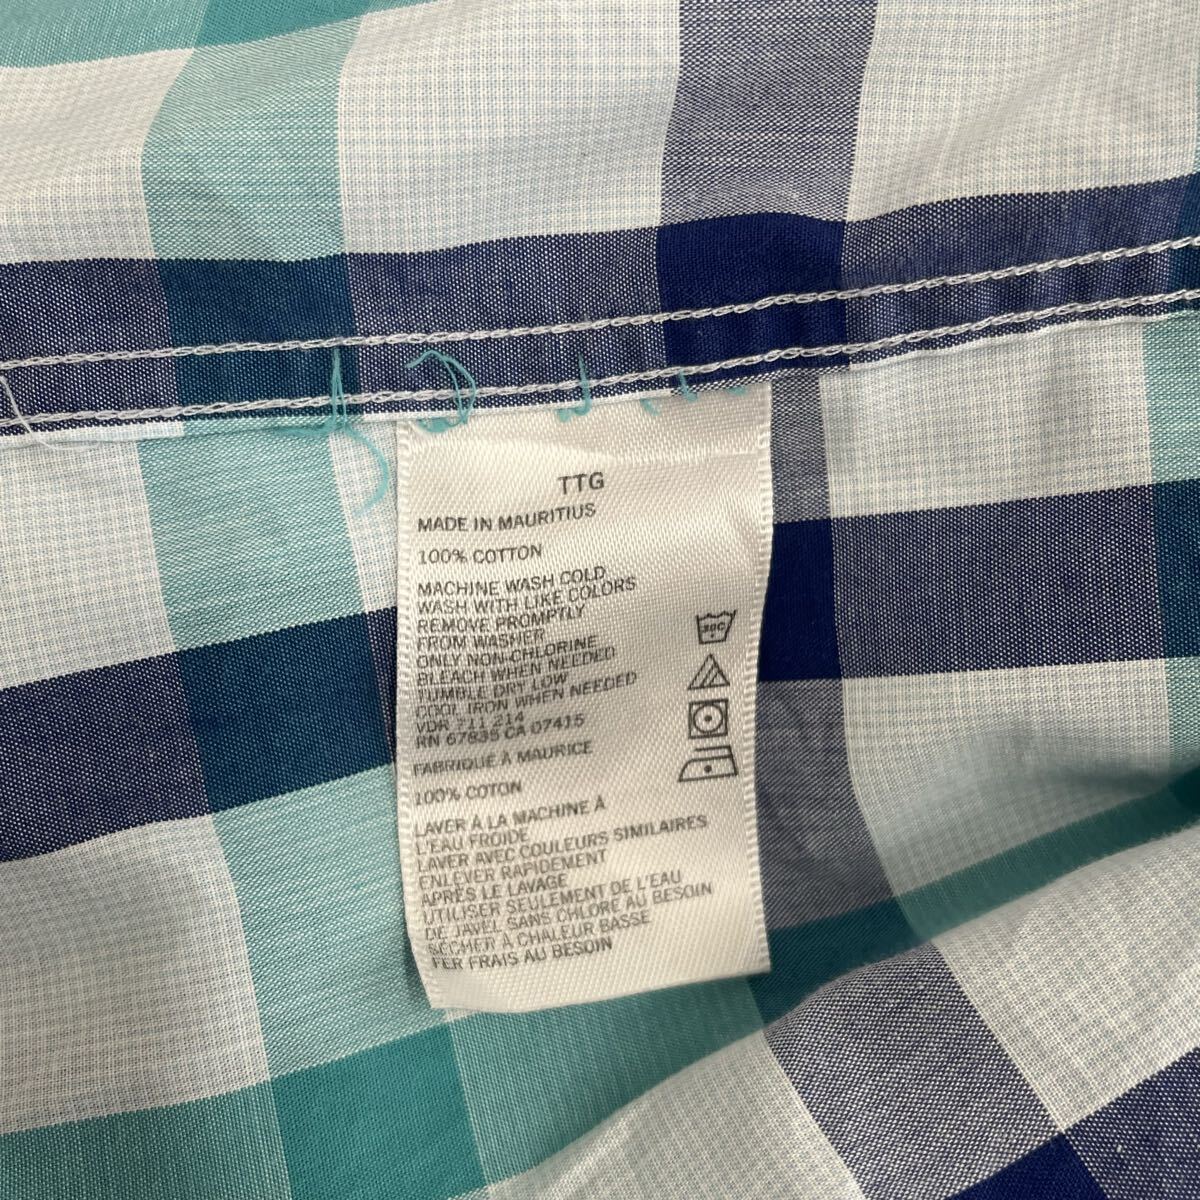 TTG
MADE IN MAURITIUS
100% COTTON
MACHINE WASH COLD
WASH WITH LIKE COLORS
REMOVE PROMPTLY
FROM WASHER
ONLY NON-CHLORINE
BLEACH WHEN NEEDED
TUMBLE DRY LOW
COOL IRON WHEN NEEDED
VDR 711 214
RN 67835 CA 07415
30C
FABRIQUE À MAURICE
100% COTON
LAVER À LA MACHINE À
L'EAU FROIDE
LAVER AVEC COULEURS SIMILAIRES
ENLEVER RAPIDEMENT
APRÈS LE LAVAGE
UTILISER SEULEMENT DE L'EAU
DE JAVEL SANS CHLORE AU BESOIN
SÉCHER À CHALEUR BASSE
FER FRAIS AU BESOIN